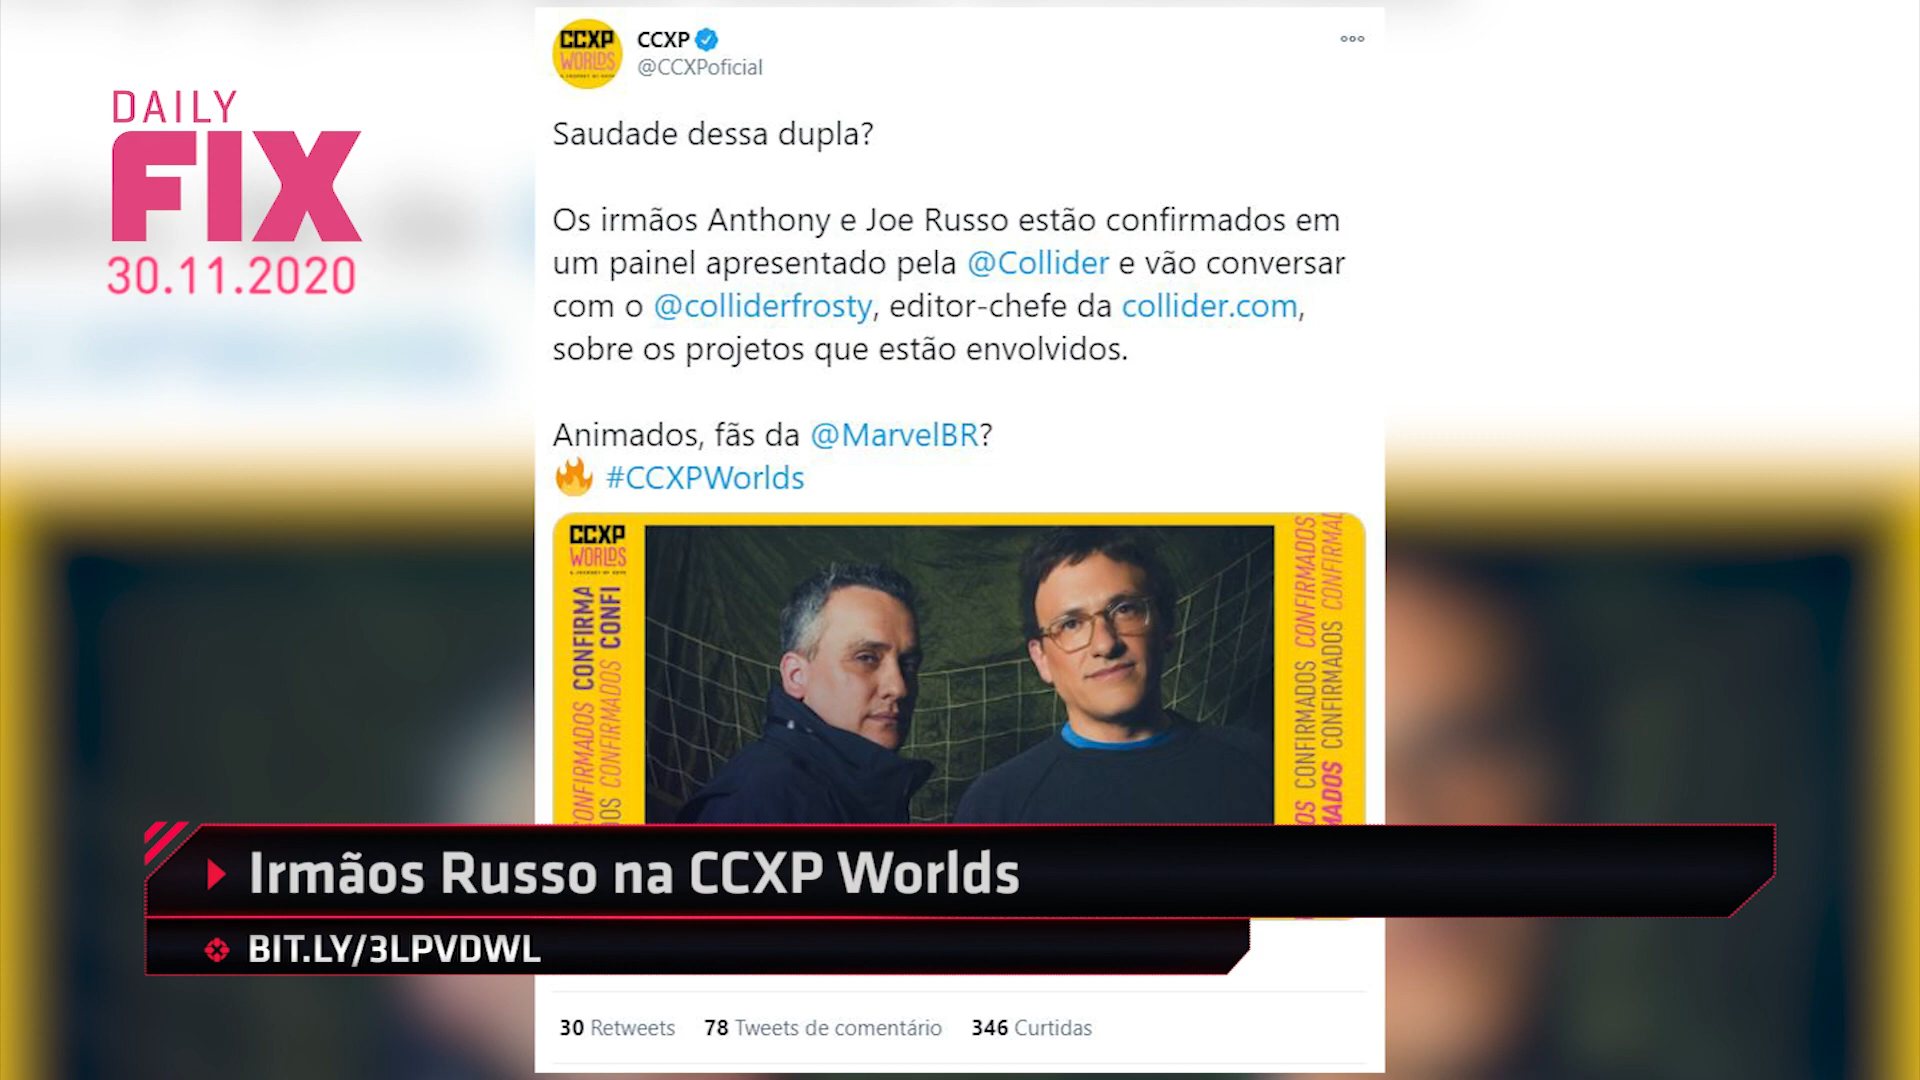 DAILY
FIX
30.11.2020
CCXP
WORLDS
CCXP
@CCXPoficial
Saudade dessa dupla?
Os irmãos Anthony e Joe Russo estão confirmados em
um painel apresentado pela @Collider e vão conversar
com o @colliderfrosty, editor-chefe da collider.com,
sobre os projetos que estão envolvidos.
Animados, fãs da @MarvelBR?
#CCXPWorlds
CCXP
WORLDS
CONFIRMADOS CONFIRMA
CONFIRMADOS CONFI
CONFIRMADOS CONFIRMADOS
CONFIRMADOS CONFIRMAD
Irmãos Russo na CCXP Worlds
BIT.LY/3LPVDWL
30 Retweets 78 Tweets de comentário 346 Curtidas